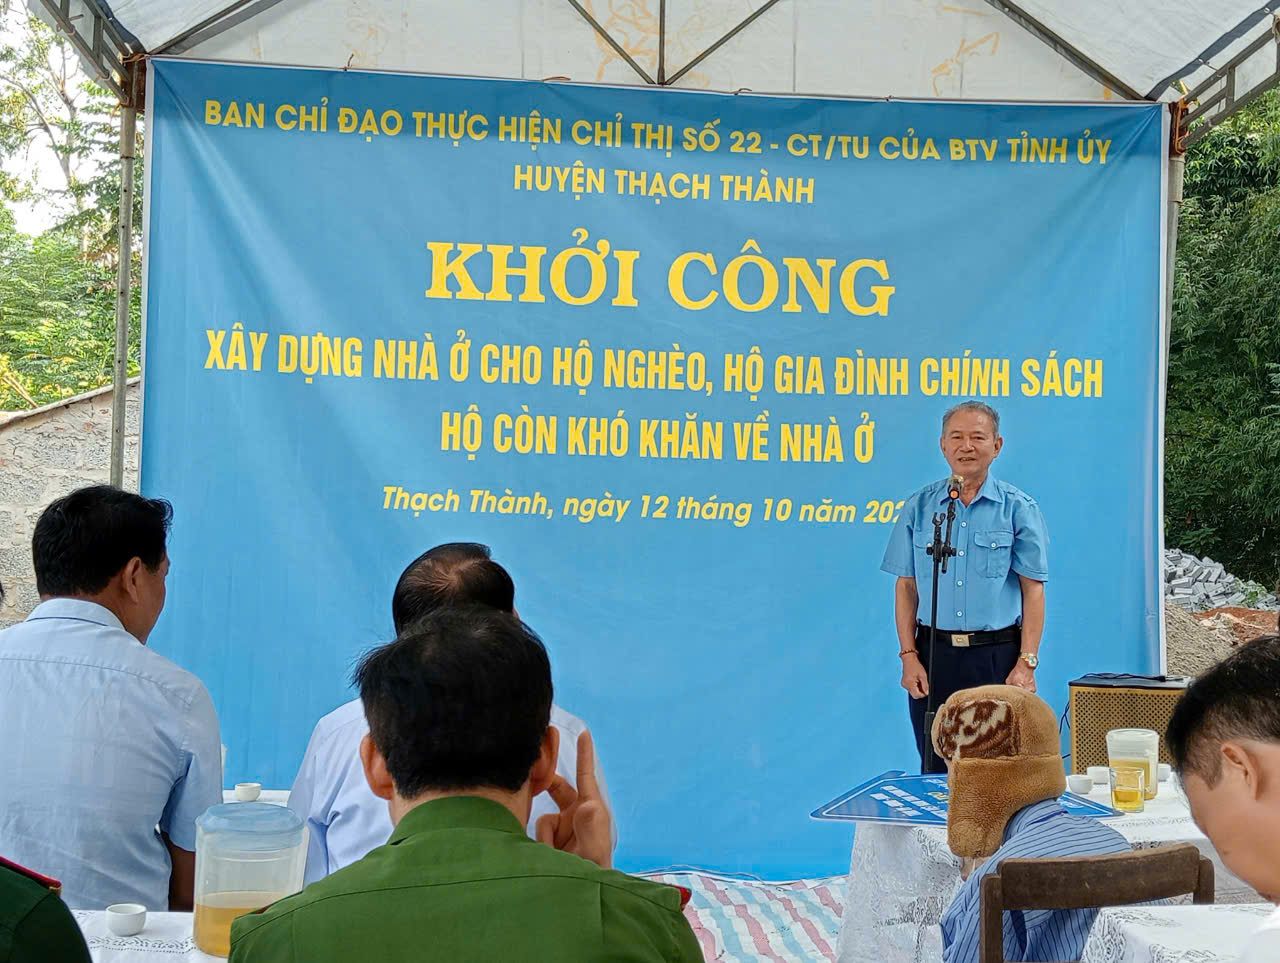 BAN CHỈ ĐẠO THỰC HIỆN CHỈ THỊ SỐ 22 - CT/TU CỦA BTV TỈNH ỦY
HUYỆN THẠCH THÀNH
KHỞI CÔNG
XÂY DỰNG NHÀ Ở CHO HỘ NGHÈO, HỘ GIA ĐÌNH CHÍNH SÁCH
HỘ CÒN KHÓ KHĂN VỀ NHÀ Ở
Thạch Thành, ngày 12 tháng 10 năm